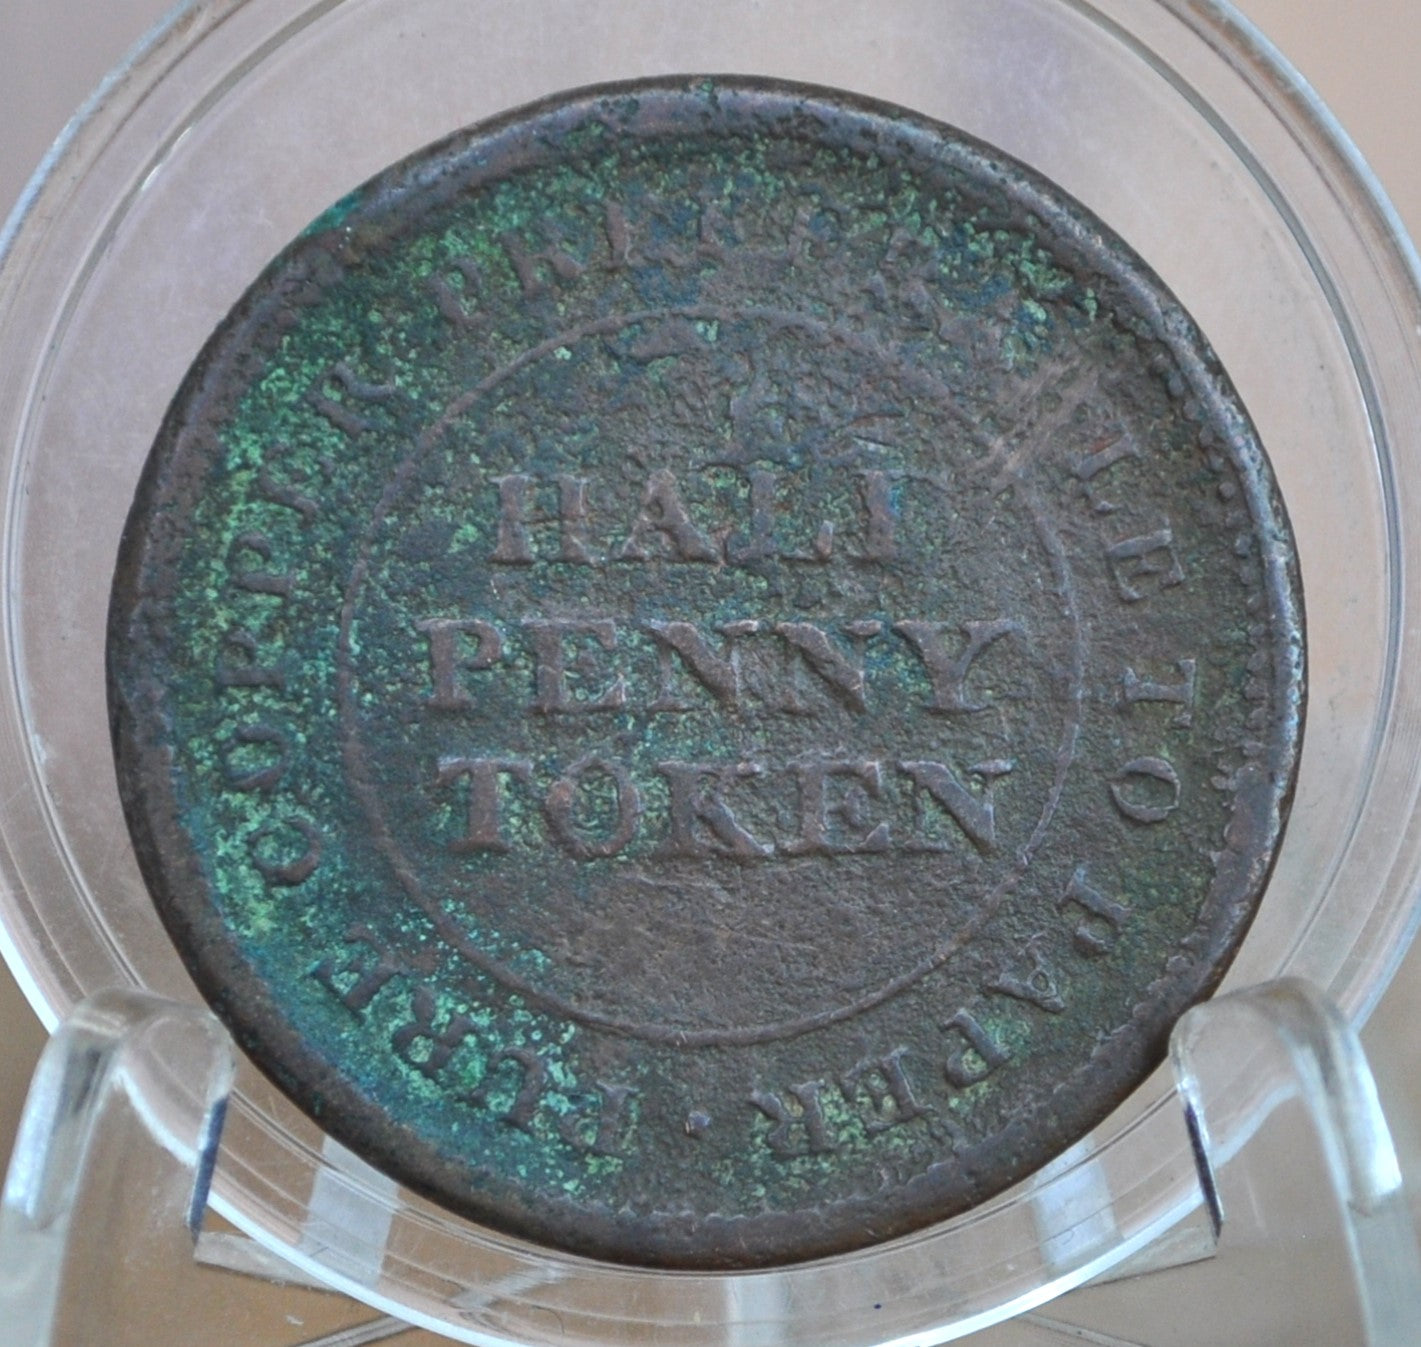 HALF
PENNY
TOKEN
PURE COPPER PREFERABLE TO PAPER ·